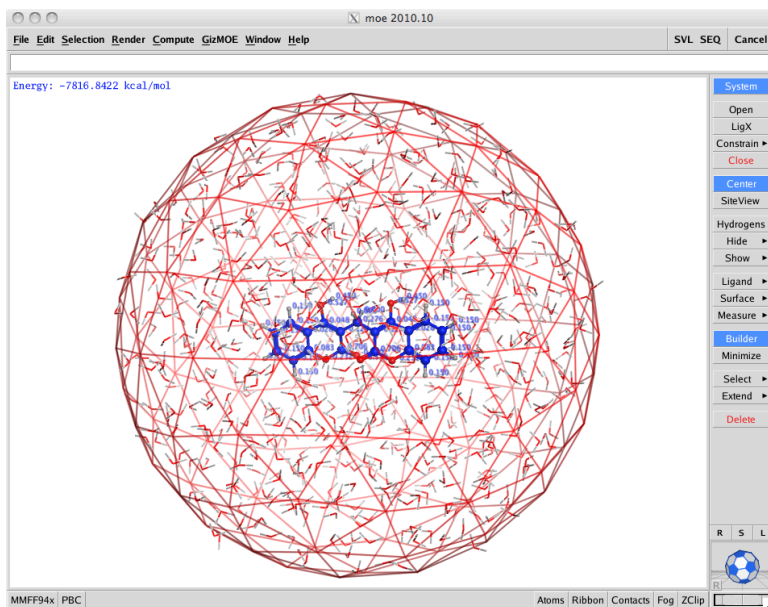 moe 2010.10
File Edit Selection Render Compute GizMOE Window Help
SVL SEQ Cancel
Energy: -7816.8422 kcal/mol
System
Open
LigX
Constrain
Close
Center
SiteView
Hydrogens
Hide
Show
Ligand
Surface
Measure
Builder
Minimize
Select
Extend
Delete
R S L
R
MMFF94x PBC
Atoms Ribbon Contacts Fog ZClip